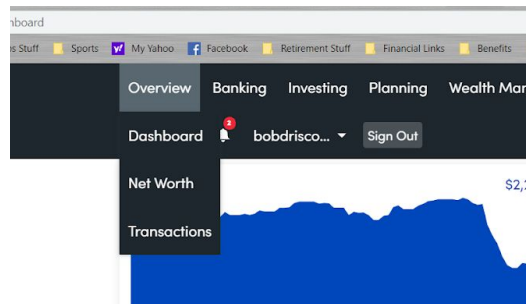 nboard
s Stuff Sports My Yahoo Facebook Retirement Stuff Financial Links Benefits
Overview Banking Investing Planning Wealth Mar
Dashboard 2 bobdrisco... Sign Out
Net Worth $2,
Transactions